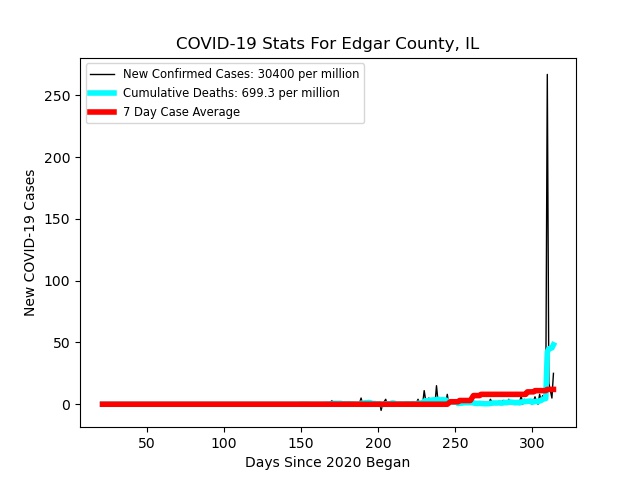 COVID-19 Stats For Edgar County, IL
New Confirmed Cases: 30400 per million
Cumulative Deaths: 699.3 per million
7 Day Case Average
New COVID-19 Cases
250
200
150
100
50
0
50 100 150 200 250 300
Days Since 2020 Began